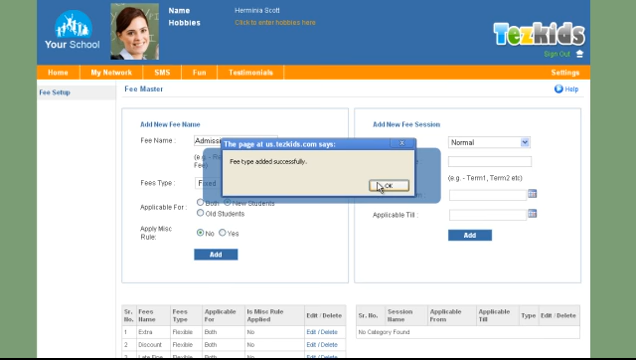 Your School
Name Herminia Scott
Hobbies Click to enter hobbies here
Tezkids
Sign Out
Home My Network SMS Fun Testimonials Settings
Fee Setup
Fee Master Help
Add New Fee Name Add New Fee Session
Fee Name : Normal
The page at us.tezkids.com says:
Fee type added successfully.
OK
Fee)
(e.g - Term1, Term2 etc)
Fees Type :
Applicable For : Both New Students
Old Students
Applicable Till :
Apply Misc Rule: No Yes
Add Add
Sr. No. Fees Name Fees Type Applicable For Is Misc Rule Applied Edit / Delete
1 Extra Flexible Both No Edit / Delete
2 Discount Flexible Both No Edit / Delete
Sr. No. Session Name Applicable From Applicable Till Type Edit / Delete
No Category Found.